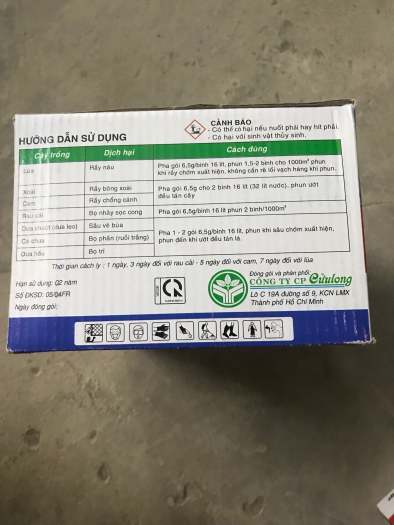 HƯỚNG DẪN SỬ DỤNG
CẢNH BÁO
- Có thể có hại nếu nuốt phải hay hít phải.
- Có hại với sinh vật thủy sinh.
Cây trồng Dịch hại Cách dùng
Lúa Rầy nâu Pha gói 6,5g/bình 16 lít, phun 1,5-2 bình cho 1000m² phun
khi rầy chớm xuất hiện, không cần rẽ lối vạch hàng khi phun.
Xoài Rầy bông xoài Pha gói 6,5g cho 2 bình 16 lít (32 lít nước), phun ướt
đều tán cây
Cam Rầy chổng cánh
Rau cải Bọ nhảy sọc cong Pha gói 6,5g/bình 16 lít phun 2 bình/1000m²
Dưa chuột (dưa leo) Sâu vẽ bùa Pha 1 - 2 gói 6,5g/bình 16 lít, phun khi sâu chớm xuất hiện,
phun đến khi ướt đều tán lá.
Cà chua Bọ phấn (ruồi trắng)
Dưa hấu Bọ trĩ
Thời gian cách ly : 1 ngày, 3 ngày đối với rau cải - 5 ngày đối với cam, 7 ngày đối với lúa
Hạn sử dụng: 02 năm
Số ĐKSD: 05/04FR
Ngày đóng gói:
CR
Đóng gói và phân phối:
CÔNG TY CP Cửulong
Lô C 19A đường số 9, KCN LMX
Thành phố Hồ Chí Minh